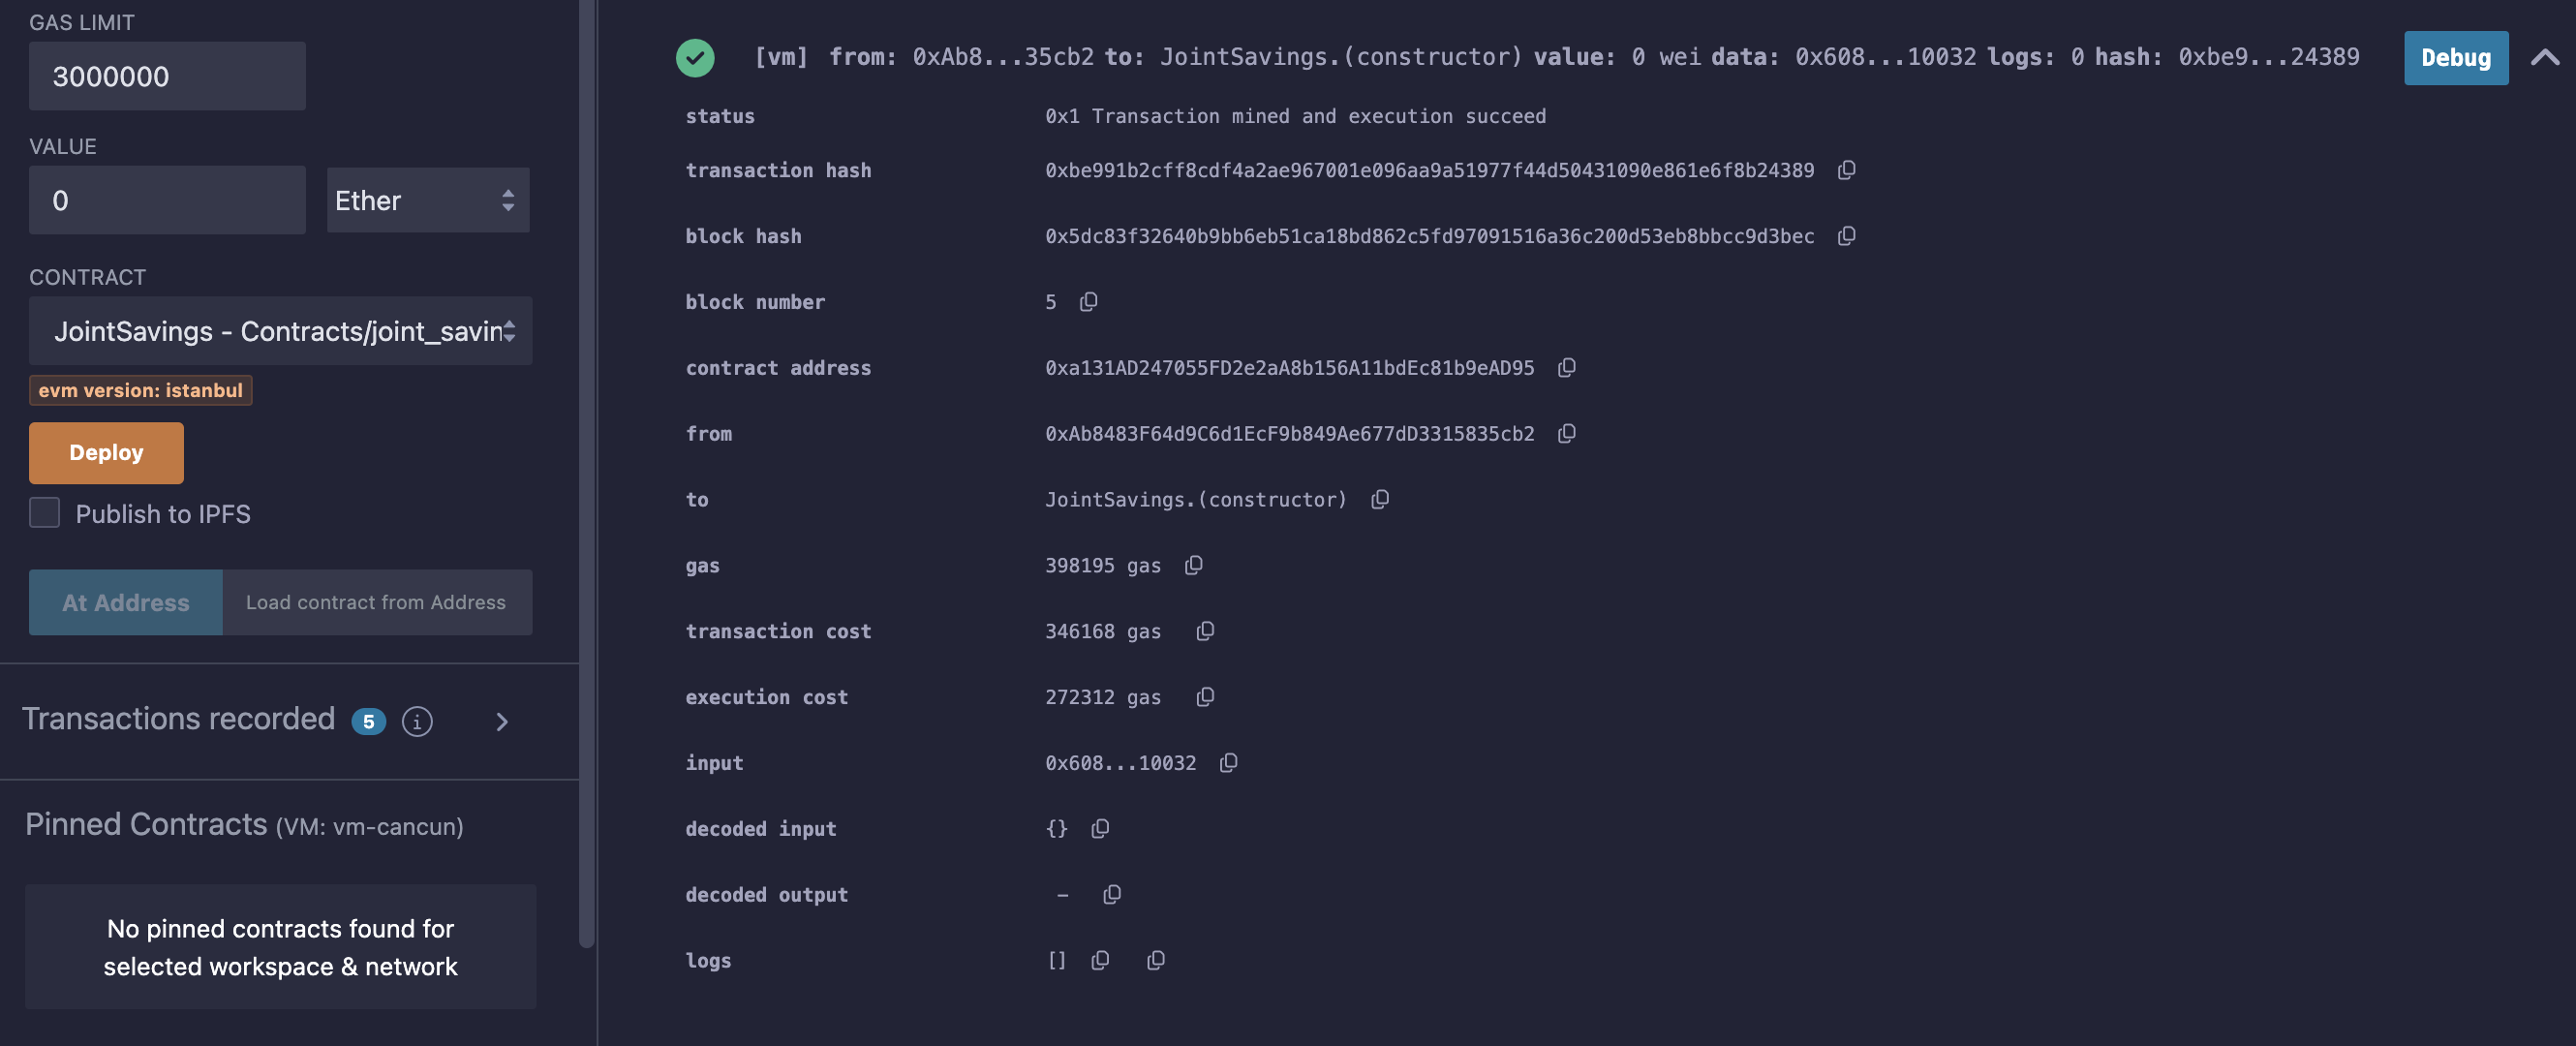 GAS LIMIT
3000000
VALUE
0
Ether
CONTRACT
JointSavings - Contracts/joint_savin
evm version: istanbul
Deploy
Publish to IPFS
At Address
Load contract from Address
Transactions recorded 5 i
Pinned Contracts (VM: vm-cancun)
No pinned contracts found for
selected workspace & network
[vm] from: 0xAb8...35cb2 to: JointSavings.(constructor) value: 0 wei data: 0x608...10032 logs: 0 hash: 0xbe9...24389
Debug
status 0x1 Transaction mined and execution succeed
transaction hash 0xbe991b2cff8cdf4a2ae967001e096aa9a51977f44d50431090e861e6f8b24389
block hash 0x5dc83f32640b9bb6eb51ca18bd862c5fd97091516a36c200d53eb8bbcc9d3bec
block number 5
contract address 0xa131AD247055FD2e2aA8b156A11bdEc81b9eAD95
from 0xAb8483F64d9C6d1EcF9b849Ae677dD3315835cb2
to JointSavings.(constructor)
gas 398195 gas
transaction cost 346168 gas
execution cost 272312 gas
input 0x608...10032
decoded input {}
decoded output –
logs []